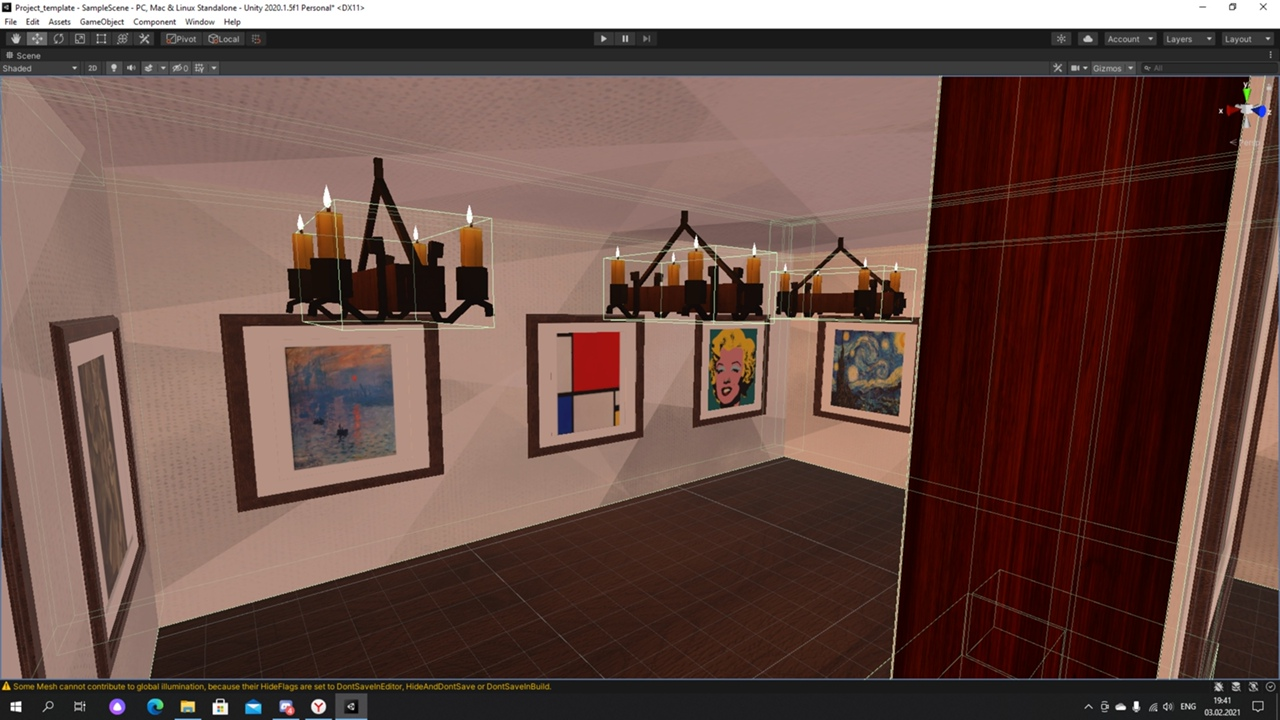 Project_template - SampleScene - PC, Mac & Linux Standalone - Unity 2020.1.5f1 Personal* <DX11>
File Edit Assets GameObject Component Window Help
Pivot Local Account Layers Layout
Scene
Shaded 2D 0 Gizmos All
y
x
Persp
Some Mesh cannot contribute to global illumination, because their HideFlags are set to DontSaveInEditor, HideAndDontSave or DontSaveInBuild.
ENG
19:41
03.02.2021